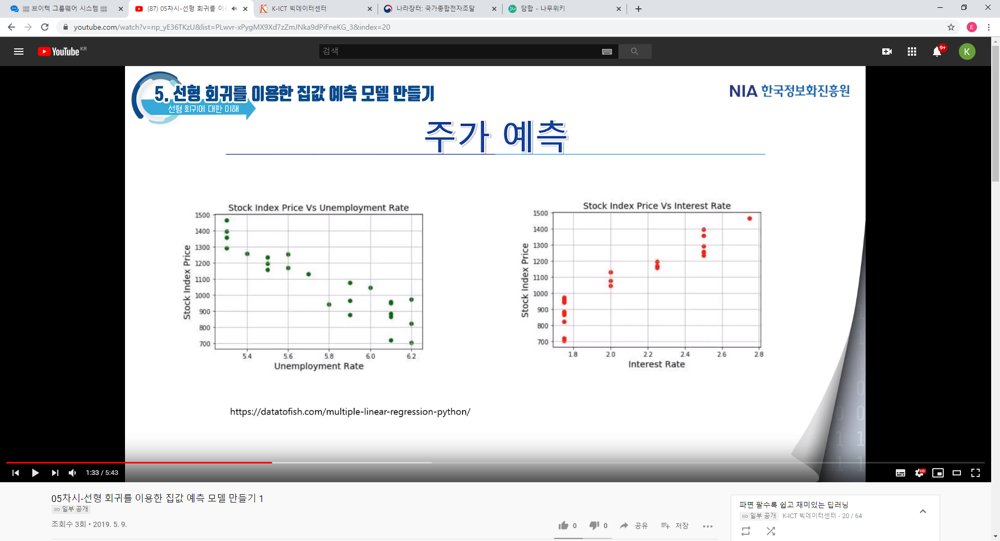 ▒ 브이텍 그룹웨어 시스템 ▒
(87) 05차시-선형 회귀를 이용
K-ICT 빅데이터센터
나라장터: 국가종합전자조달
담합 - 나무위키
youtube.com/watch?v=np_yE36TKzU&list=PLwvr-xPygMX9Xd7zZmJNka9dPiFneKG_3&index=20
E
YouTube KR
검색
9+
K
5. 선형 회귀를 이용한 집값 예측 모델 만들기
선형 회귀에 대한 이해
NIA 한국정보화진흥원
주가 예측
Stock Index Price Vs Unemployment Rate
1500
1400
1300
1200
1100
1000
900
800
700
Stock Index Price
5.4 5.6 5.8 6.0 6.2
Unemployment Rate
Stock Index Price Vs Interest Rate
1500
1400
1300
1200
1100
1000
900
800
700
Stock Index Price
1.8 2.0 2.2 2.4 2.6 2.8
Interest Rate
https://datatofish.com/multiple-linear-regression-python/
1:33 / 5:43
HD
05차시-선형 회귀를 이용한 집값 예측 모델 만들기 1
일부 공개
조회수 3회 • 2019. 5. 9.
0 0 공유 저장
파면 팔수록 쉽고 재미있는 딥러닝
일부 공개 K-ICT 빅데이터센터 - 20 / 64